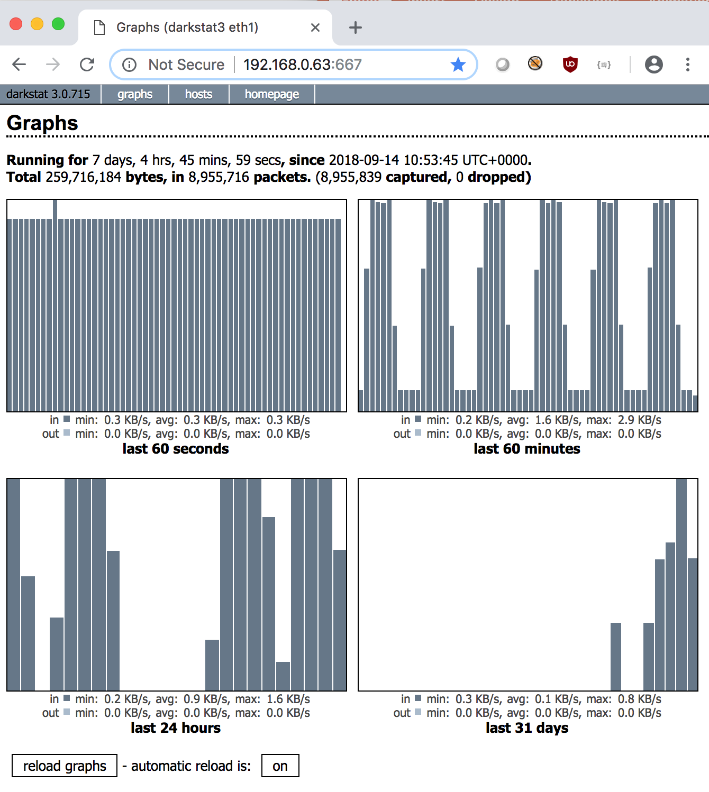 Graphs (darkstat3 eth1)
Not Secure 192.168.0.63:667
darkstat 3.0.715 graphs hosts homepage
Graphs
Running for 7 days, 4 hrs, 45 mins, 59 secs, since 2018-09-14 10:53:45 UTC+0000.
Total 259,716,184 bytes, in 8,955,716 packets. (8,955,839 captured, 0 dropped)
in min: 0.3 KB/s, avg: 0.3 KB/s, max: 0.3 KB/s
out min: 0.0 KB/s, avg: 0.0 KB/s, max: 0.0 KB/s
last 60 seconds
in min: 0.2 KB/s, avg: 1.6 KB/s, max: 2.9 KB/s
out min: 0.0 KB/s, avg: 0.0 KB/s, max: 0.0 KB/s
last 60 minutes
in min: 0.2 KB/s, avg: 0.9 KB/s, max: 1.6 KB/s
out min: 0.0 KB/s, avg: 0.0 KB/s, max: 0.0 KB/s
last 24 hours
in min: 0.3 KB/s, avg: 0.1 KB/s, max: 0.8 KB/s
out min: 0.0 KB/s, avg: 0.0 KB/s, max: 0.0 KB/s
last 31 days
reload graphs - automatic reload is: on